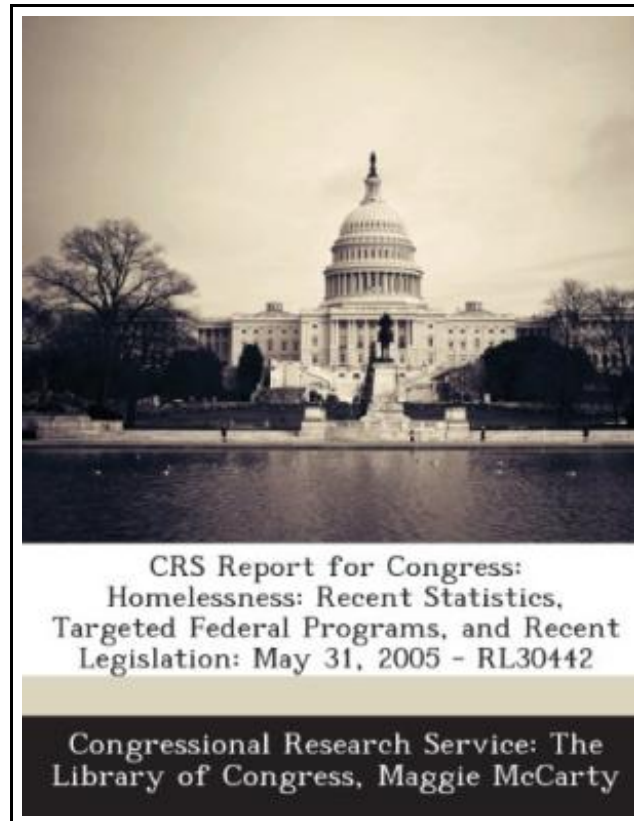 CRS Report for Congress:
Homelessness: Recent Statistics,
Targeted Federal Programs, and Recent
Legislation: May 31, 2005 - RL30442
Congressional Research Service: The
Library of Congress, Maggie McCarty